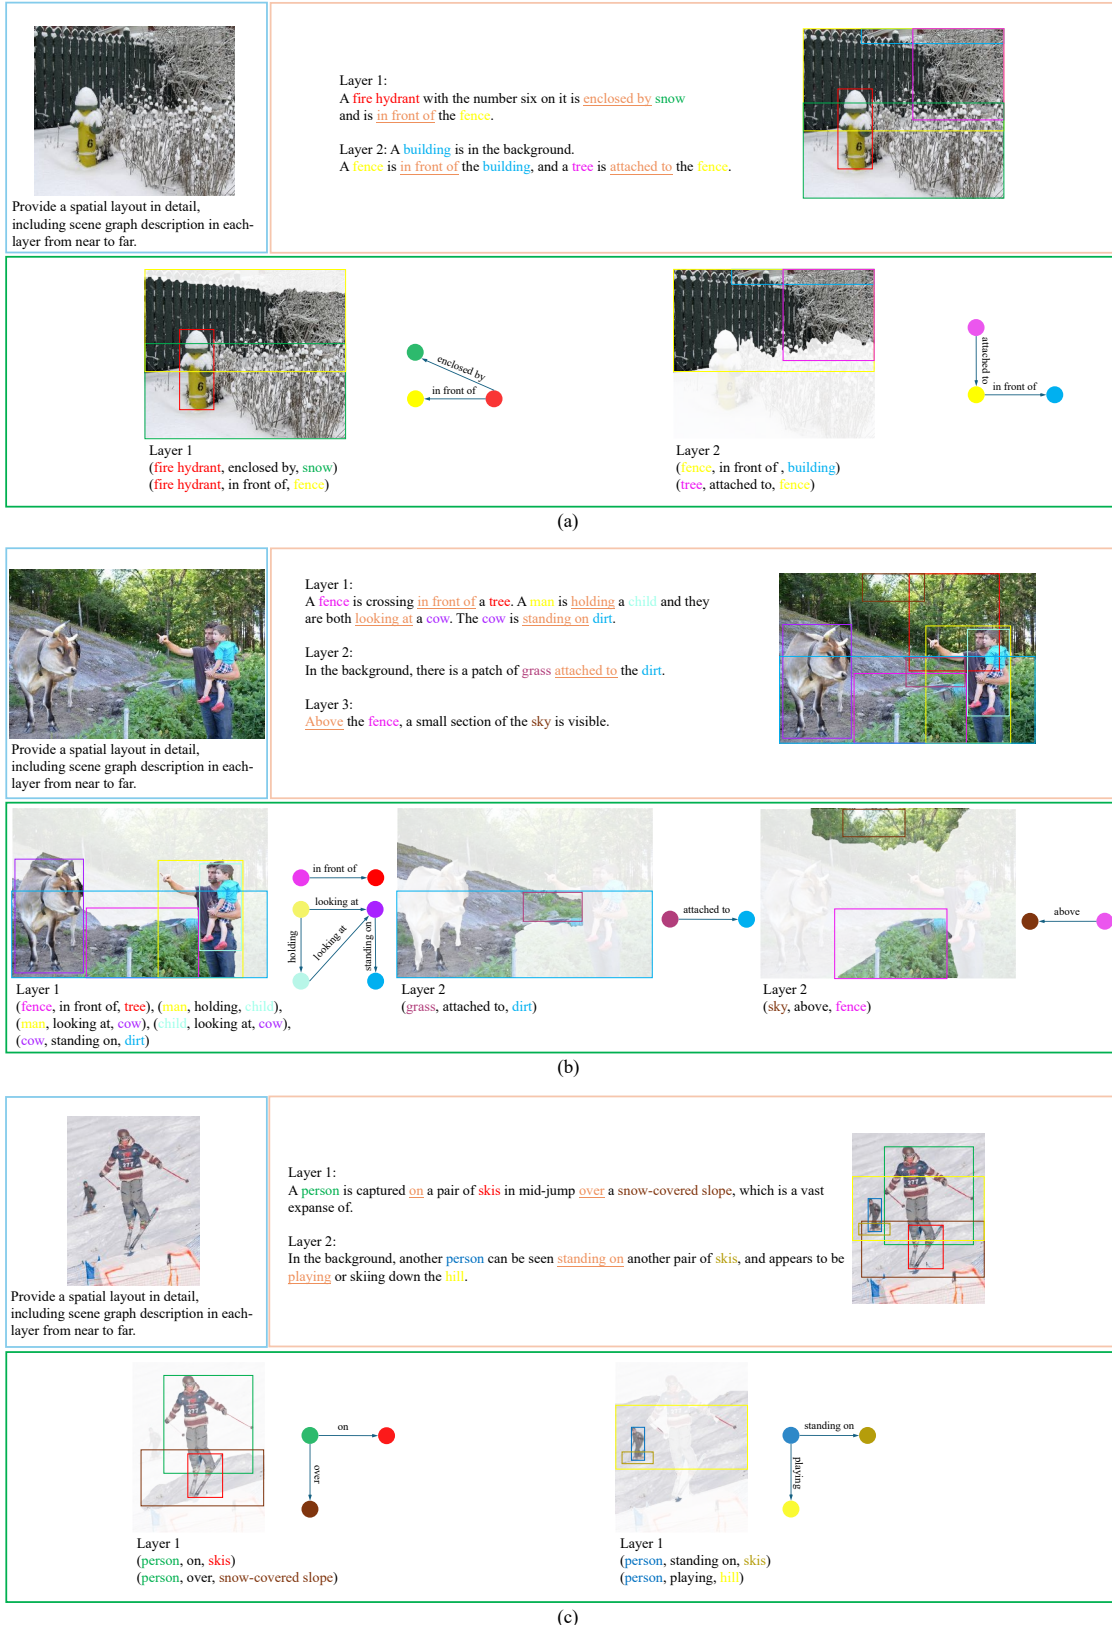 Provide a spatial layout in detail,
including scene graph description in each-
layer from near to far.
Layer 1:
A fire hydrant with the number six on it is enclosed by snow
and is in front of the fence.
Layer 2: A building is in the background.
A fence is in front of the building, and a tree is attached to the fence.
6
6
6
enclosed by
in front of
Layer 1
(fire hydrant, enclosed by, snow)
(fire hydrant, in front of, fence)
attached to
in front of
Layer 2
(fence, in front of , building)
(tree, attached to, fence)
(a)
Provide a spatial layout in detail,
including scene graph description in each-
layer from near to far.
Layer 1:
A fence is crossing in front of a tree. A man is holding a child and they
are both looking at a cow. The cow is standing on dirt.
Layer 2:
In the background, there is a patch of grass attached to the dirt.
Layer 3:
Above the fence, a small section of the sky is visible.
in front of
looking at
holding
looking at
standing on
Layer 1
(fence, in front of, tree), (man, holding, child),
(man, looking at, cow), (child, looking at, cow),
(cow, standing on, dirt)
attached to
Layer 2
(grass, attached to, dirt)
above
Layer 2
(sky, above, fence)
(b)
277
Provide a spatial layout in detail,
including scene graph description in each-
layer from near to far.
Layer 1:
A person is captured on a pair of skis in mid-jump over a snow-covered slope, which is a vast
expanse of.
Layer 2:
In the background, another person can be seen standing on another pair of skis, and appears to be
playing or skiing down the hill.
277
277
on
over
Layer 1
(person, on, skis)
(person, over, snow-covered slope)
standing on
playing
Layer 1
(person, standing on, skis)
(person, playing, hill)
(c)